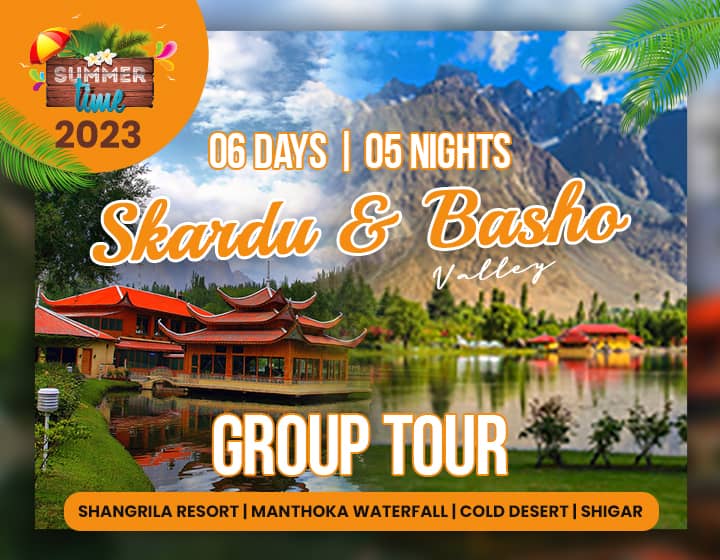 SUMMER
time
2023
06 DAYS | 05 NIGHTS
Skardu & Basho
Valley
GROUP TOUR
SHANGRILA RESORT | MANTHOKA WATERFALL | COLD DESERT | SHIGAR